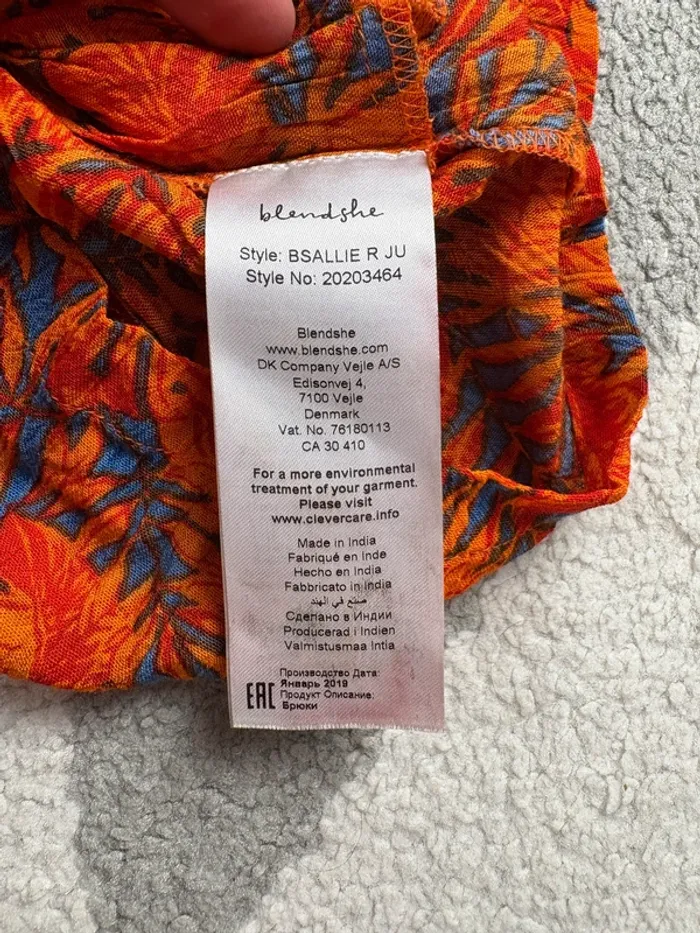 blendshe
Style: BSALLIE R JU
Style No: 20203464
Blendshe
www.blendshe.com
DK Company Vejle A/S
Edisonvej 4,
7100 Vejle
Denmark
Vat. No. 76180113
CA 30 410
For a more environmental
treatment of your garment.
Please visit
www.clevercare.info
Made in India
Fabriqué en Inde
Hecho en India
Fabbricato in India
صنع في الهند
Сделано в Индии
Producerad i Indien
Valmistusmaa Intia
Производство Дата:
Январь 2019
EAC Продукт Описание:
Брюки